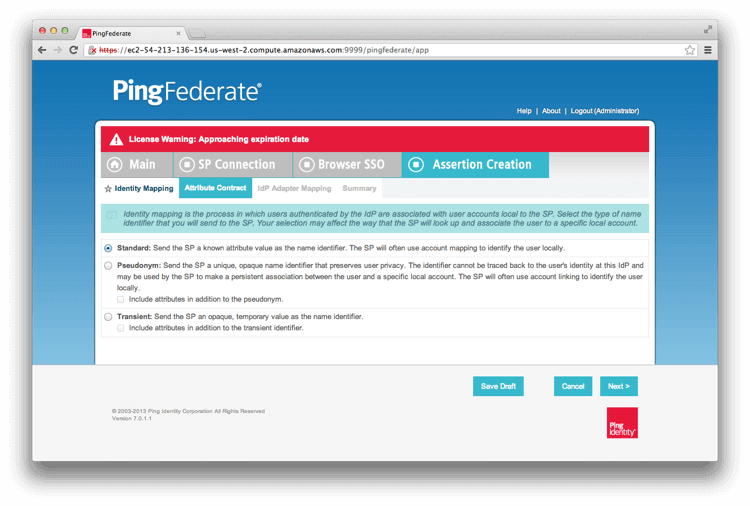 PingFederate
https://ec2-54-213-136-154.us-west-2.compute.amazonaws.com:9999/pingfederate/app
PingFederate®
Help | About | Logout (Administrator)
License Warning: Approaching expiration date
Main SP Connection Browser SSO Assertion Creation
Identity Mapping Attribute Contract IdP Adapter Mapping Summary
Identity mapping is the process in which users authenticated by the IdP are associated with user accounts local to the SP. Select the type of name
identifier that you will send to the SP. Your selection may affect the way that the SP will look up and associate the user to a specific local account.
Standard: Send the SP a known attribute value as the name identifier. The SP will often use account mapping to identify the user locally.
Pseudonym: Send the SP a unique, opaque name identifier that preserves user privacy. The identifier cannot be traced back to the user's identity at this IdP and
may be used by the SP to make a persistent association between the user and a specific local account. The SP will often use account linking to identify the user
locally.
Include attributes in addition to the pseudonym.
Transient: Send the SP an opaque, temporary value as the name identifier.
Include attributes in addition to the transient identifier.
Save Draft Cancel Next >
© 2003-2013 Ping Identity Corporation All Rights Reserved
Version 7.0.1.1
Ping
Identity®